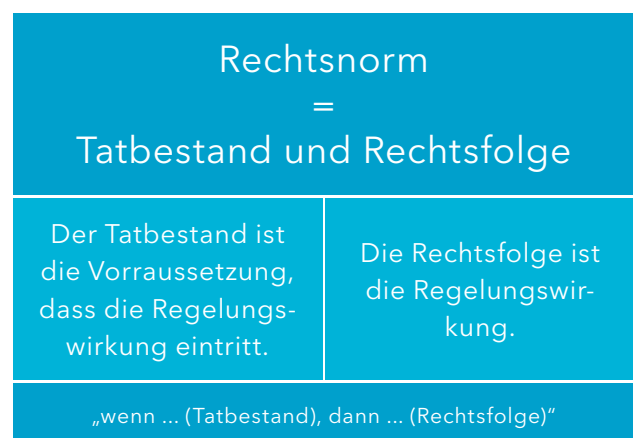 Rechtsnorm
=
Tatbestand und Rechtsfolge
Der Tatbestand ist
die Vorraussetzung,
dass die Regelungs-
wirkung eintritt.
Die Rechtsfolge ist
die Regelungswir-
kung.
„wenn ... (Tatbestand), dann ... (Rechtsfolge)“